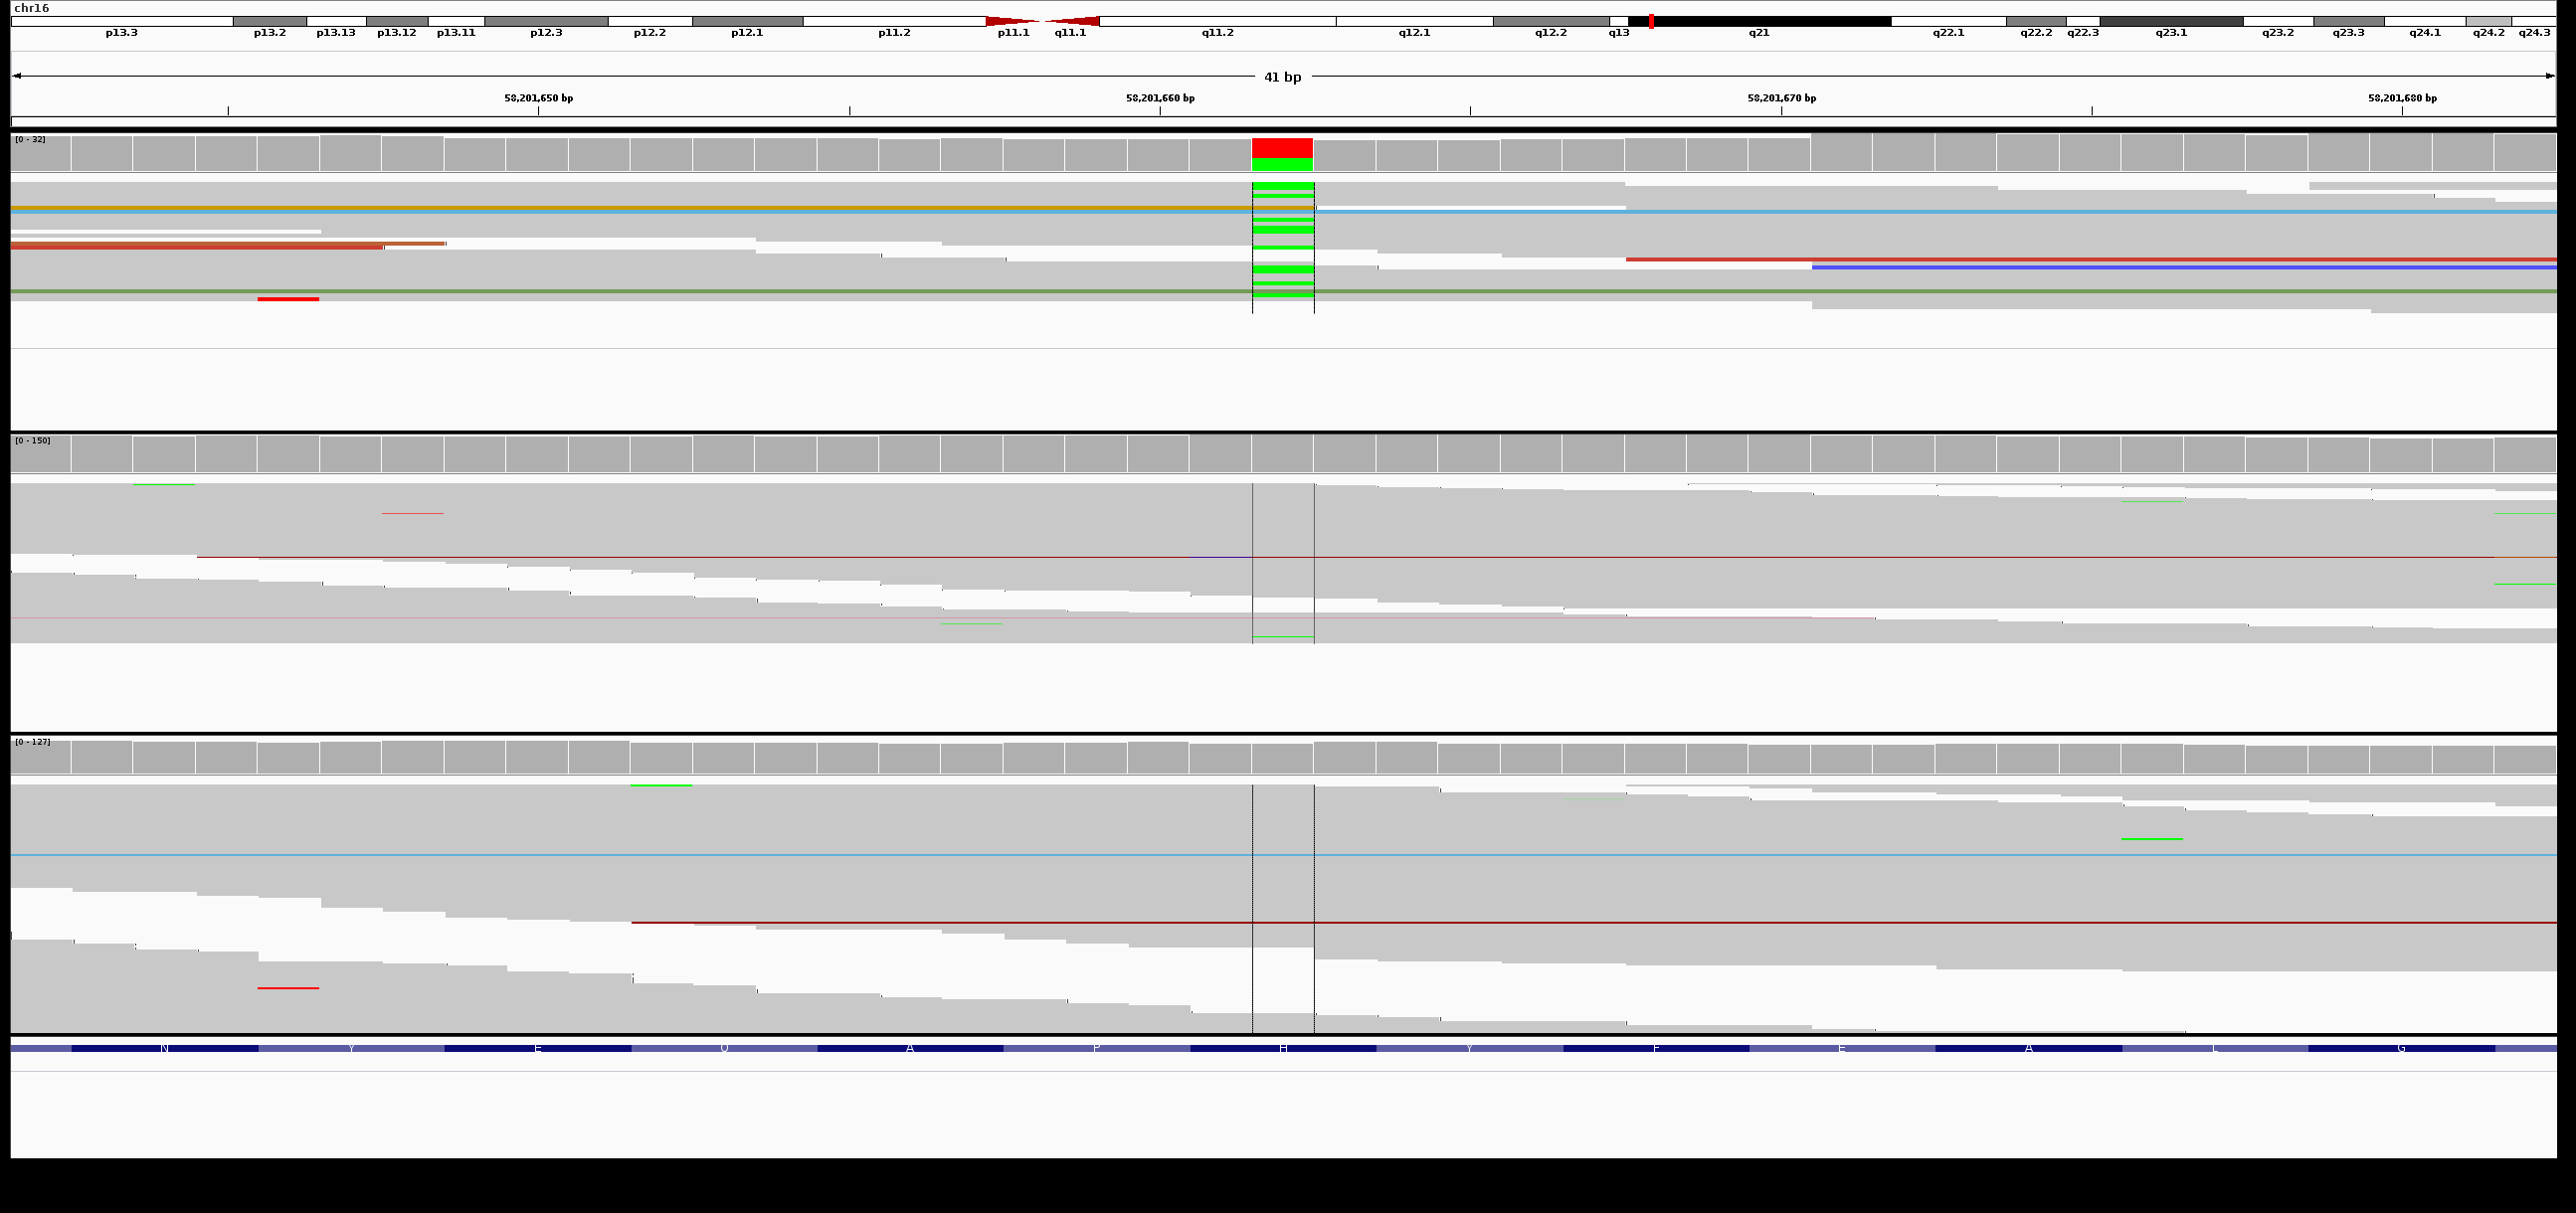 chr16
p13.3 p13.2 p13.13 p13.12 p13.11 p12.3 p12.2 p12.1 p11.2 p11.1 q11.1 q11.2 q12.1 q12.2 q13 q21 q22.1 q22.2 q22.3 q23.1 q23.2 q23.3 q24.1 q24.2 q24.3
41 bp
58,201,650 bp 58,201,660 bp 58,201,670 bp 58,201,680 bp
[0 - 32]
[0 - 150]
[0 - 127]
N Y E Q A P H Y F E A L G